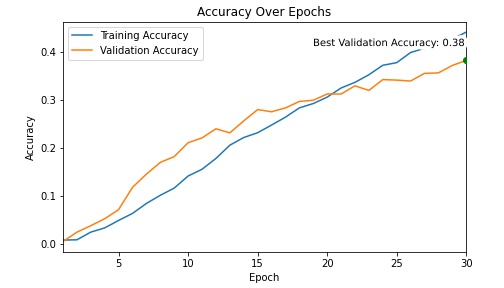 Accuracy Over Epochs
Training Accuracy
Validation Accuracy
Best Validation Accuracy: 0.38
Accuracy
0.4
0.3
0.2
0.1
0.0
5 10 15 20 25 30
Epoch